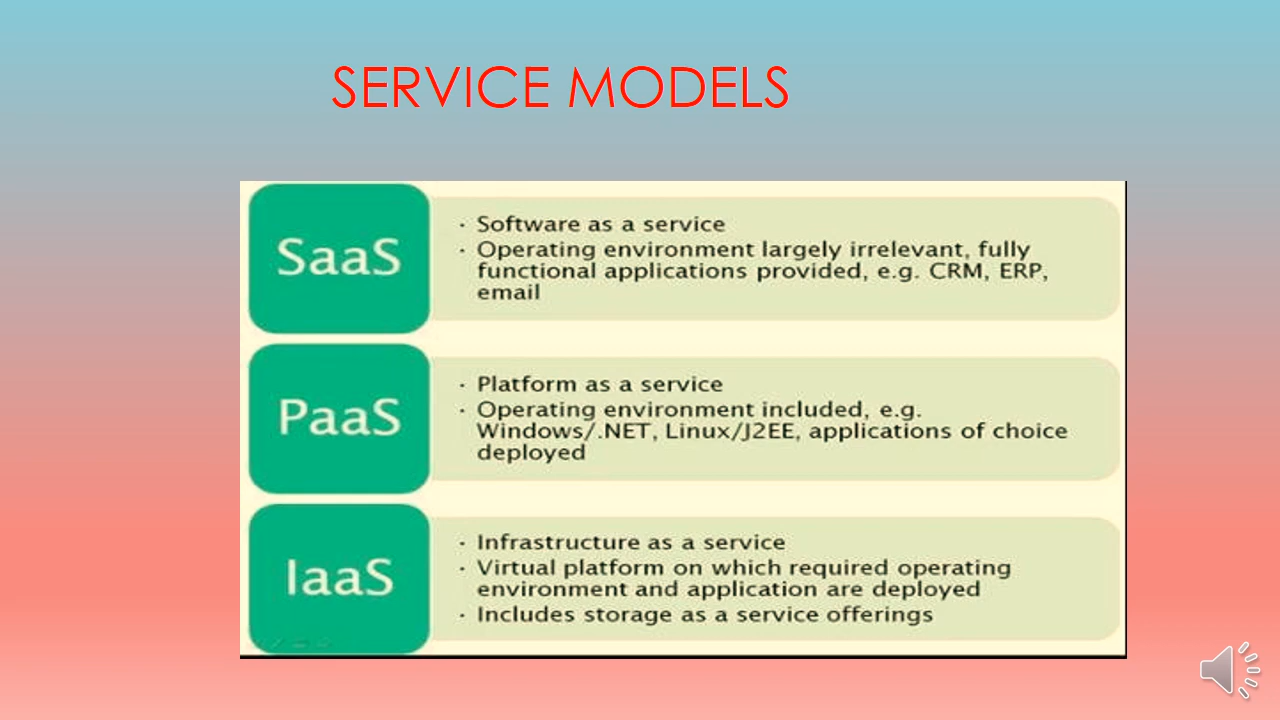 SERVICE MODELS
SaaS
· Software as a service
· Operating environment largely irrelevant, fully
functional applications provided, e.g. CRM, ERP,
email
PaaS
· Platform as a service
· Operating environment included, e.g.
Windows/.NET, Linux/J2EE, applications of choice
deployed
IaaS
· Infrastructure as a service
· Virtual platform on which required operating
environment and application are deployed
· Includes storage as a service offerings